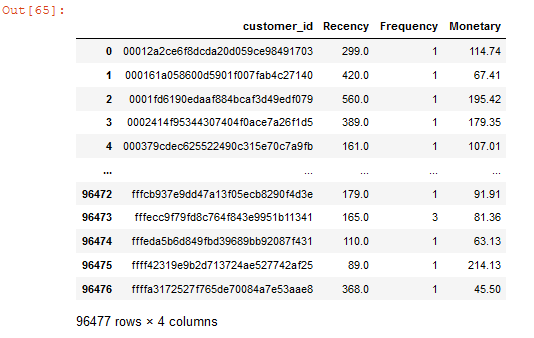 Out[65]:
customer_id Recency Frequency Monetary
0 00012a2ce6f8dcda20d059ce98491703 299.0 1 114.74
1 000161a058600d5901f007fab4c27140 420.0 1 67.41
2 0001fd6190edaaf884bcaf3d49edf079 560.0 1 195.42
3 0002414f95344307404f0ace7a26f1d5 389.0 1 179.35
4 000379cdec625522490c315e70c7a9fb 161.0 1 107.01
... ... ... ... ...
96472 fffcb937e9dd47a13f05ecb8290f4d3e 179.0 1 91.91
96473 fffecc9f79fd8c764f843e9951b11341 165.0 3 81.36
96474 fffeda5b6d849fbd39689bb92087f431 110.0 1 63.13
96475 ffff42319e9b2d713724ae527742af25 89.0 1 214.13
96476 ffffa3172527f765de70084a7e53aae8 368.0 1 45.50
96477 rows × 4 columns